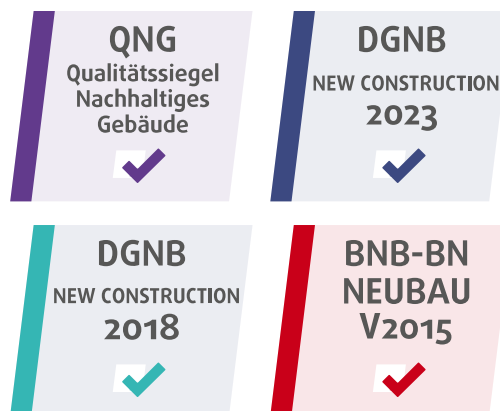 QNG
Qualitätssiegel
Nachhaltiges
Gebäude
DGNB
NEW CONSTRUCTION
2023
DGNB
NEW CONSTRUCTION
2018
BNB-BN
NEUBAU
V2015